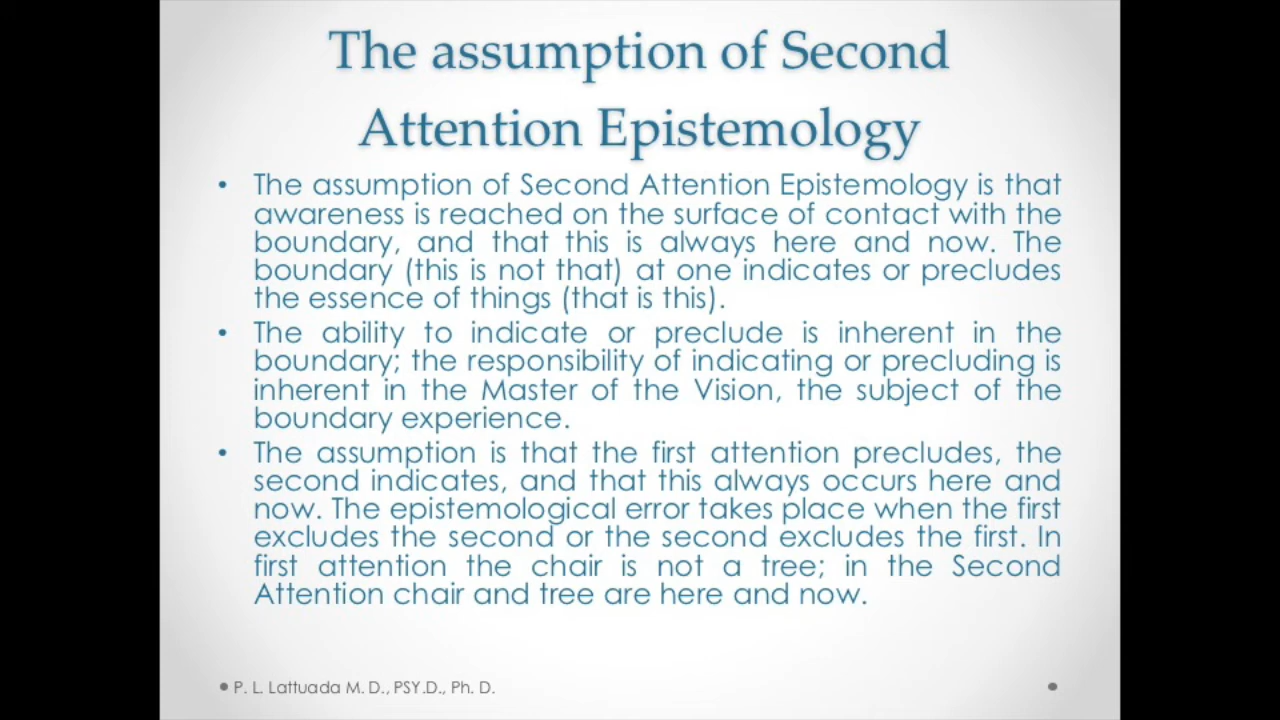 The assumption of Second
Attention Epistemology
• The assumption of Second Attention Epistemology is that
awareness is reached on the surface of contact with the
boundary, and that this is always here and now. The
boundary (this is not that) at one indicates or precludes
the essence of things (that is this).
• The ability to indicate or preclude is inherent in the
boundary; the responsibility of indicating or precluding is
inherent in the Master of the Vision, the subject of the
boundary experience.
• The assumption is that the first attention precludes, the
second indicates, and that this always occurs here and
now. The epistemological error takes place when the first
excludes the second or the second excludes the first. In
first attention the chair is not a tree; in the Second
Attention chair and tree are here and now.
P. L. Lattuada M. D., PSY.D., Ph. D.